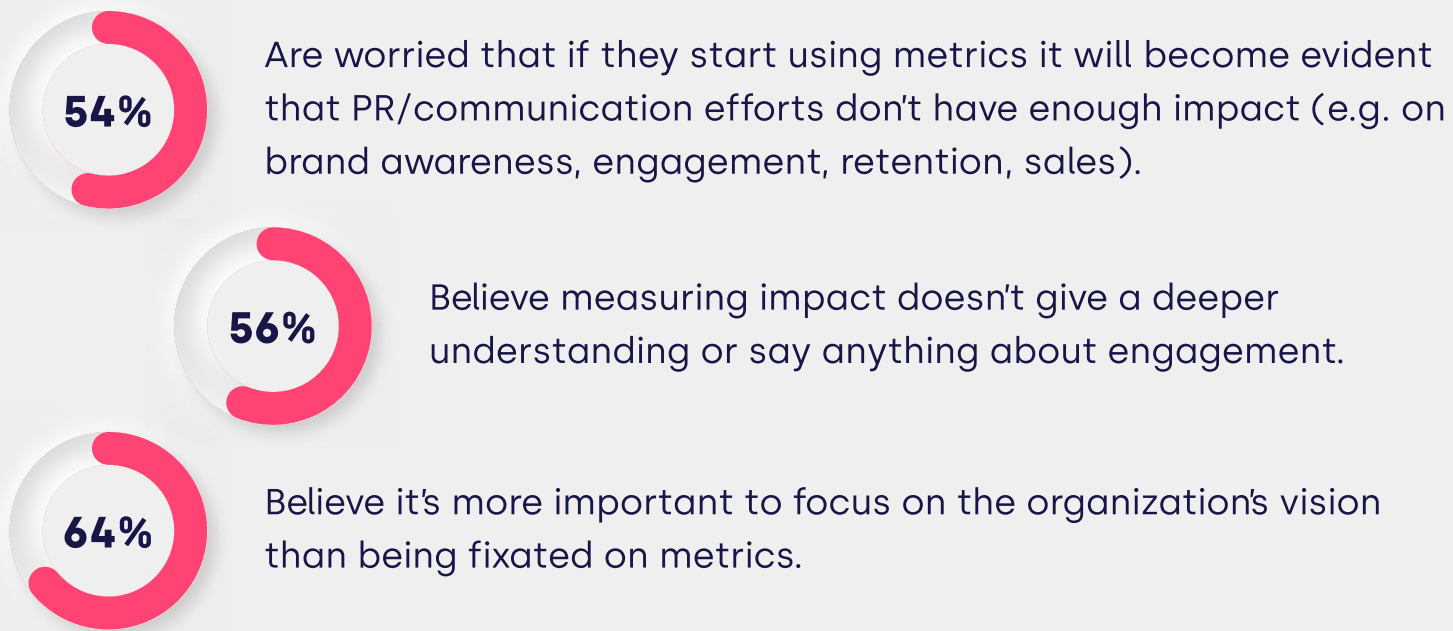 54%
Are worried that if they start using metrics it will become evident
that PR/communication efforts don't have enough impact (e.g. on
brand awareness, engagement, retention, sales).
56%
Believe measuring impact doesn't give a deeper
understanding or say anything about engagement.
64%
Believe it's more important to focus on the organization's vision
than being fixated on metrics.